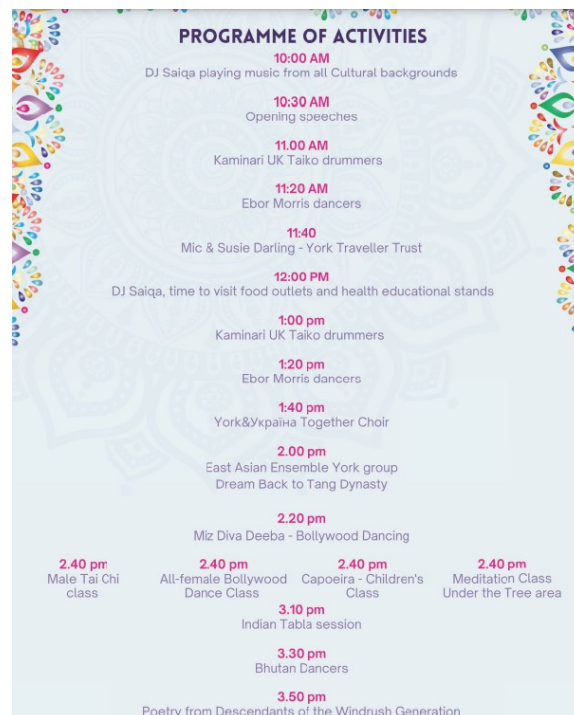 PROGRAMME OF ACTIVITIES
10:00 AM
DJ Saiqa playing music from all Cultural backgrounds
10:30 AM
Opening speeches
11.00 AM
Kaminari UK Taiko drummers
11:20 AM
Ebor Morris dancers
11:40
Mic & Susie Darling - York Traveller Trust
12:00 PM
DJ Saiqa, time to visit food outlets and health educational stands
1:00 pm
Kaminari UK Taiko drummers
1:20 pm
Ebor Morris dancers
1:40 pm
York&Україна Together Choir
2.00 pm
East Asian Ensemble York group
Dream Back to Tang Dynasty
2.20 pm
Miz Diva Deeba - Bollywood Dancing
2.40 pm
Male Tai Chi
class
2.40 pm
All-female Bollywood
Dance Class
2.40 pm
Capoeira - Children's
Class
2.40 pm
Meditation Class
Under the Tree area
3.10 pm
Indian Tabla session
3.30 pm
Bhutan Dancers
3.50 pm
Poetry from Descendants of the Windrush Generation